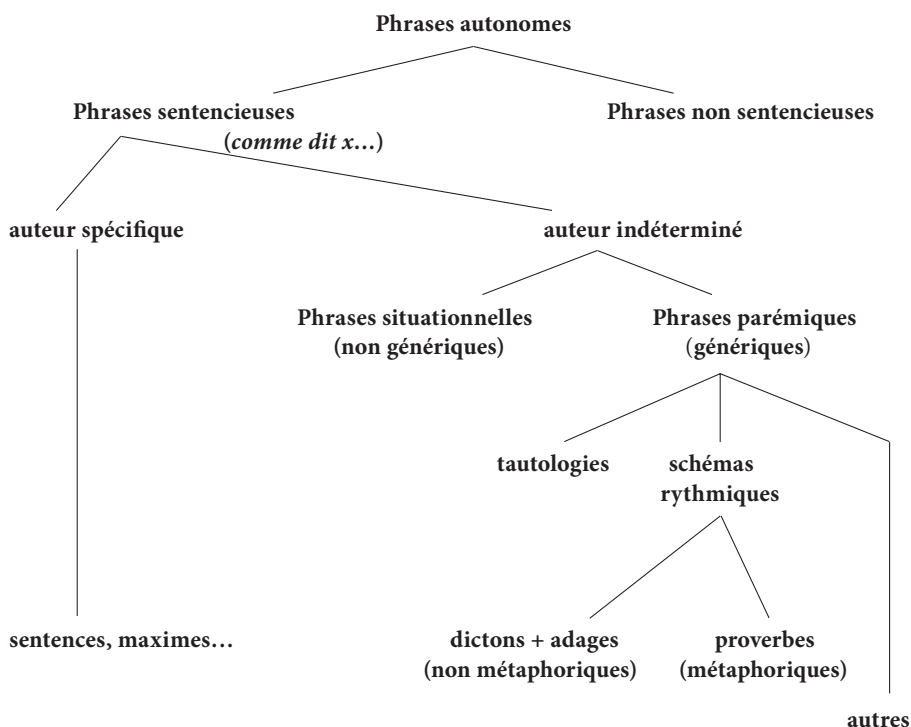 Phrases autonomes
Phrases sentencieuses
(comme dit x…)
Phrases non sentencieuses
auteur spécifique
auteur indéterminé
Phrases situationnelles
(non génériques)
Phrases parémiques
(génériques)
tautologies
schémas
rythmiques
sentences, maximes…
dictons + adages
(non métaphoriques)
proverbes
(métaphoriques)
autres